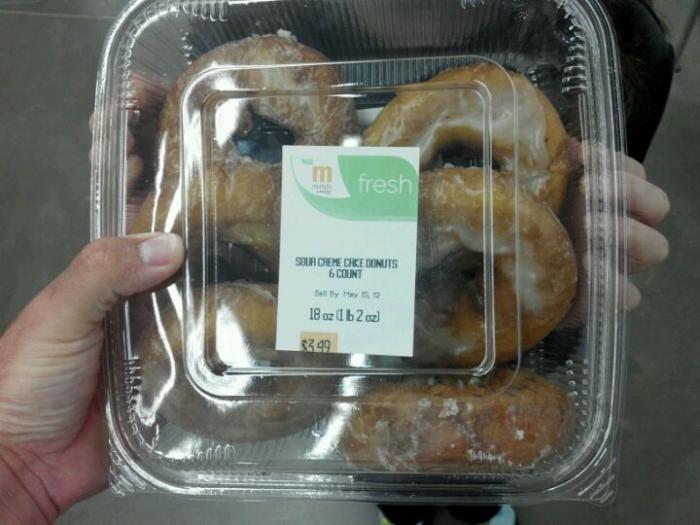 m
fresh
SOUR CREME CAKE DONUTS
6 COUNT
Sell By May 15, 12
18 oz (1 lb 2 oz)
$3.49